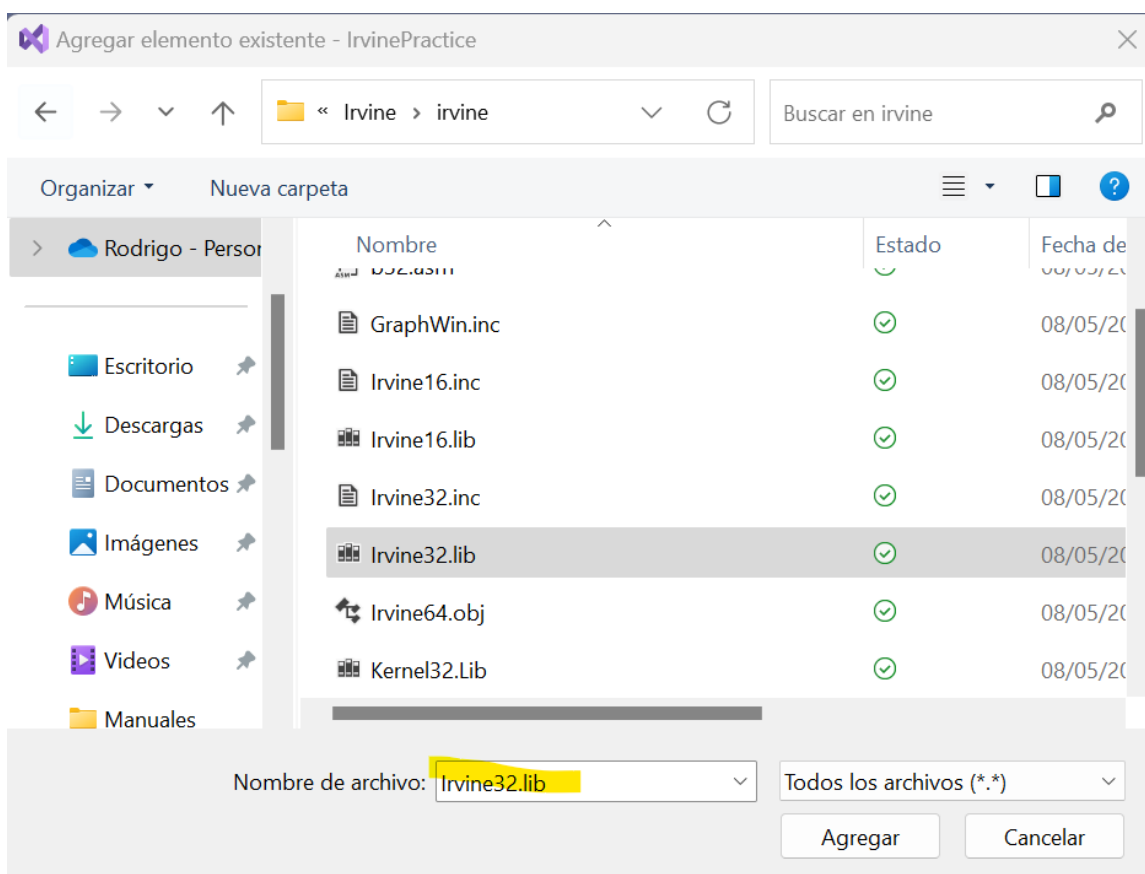 Agregar elemento existente - IrvinePractice
« Irvine > irvine
Buscar en irvine
Organizar
Nueva carpeta
Rodrigo - Persor
Nombre
Estado
Fecha de
b32.asm
GraphWin.inc
08/05/20
Escritorio
Irvine16.inc
08/05/20
Descargas
Irvine16.lib
08/05/20
Documentos
Irvine32.inc
08/05/20
Imágenes
Irvine32.lib
08/05/20
Música
Irvine64.obj
08/05/20
Videos
Kernel32.Lib
08/05/20
Manuales
Nombre de archivo:
Irvine32.lib
Todos los archivos (*.*)
Agregar
Cancelar